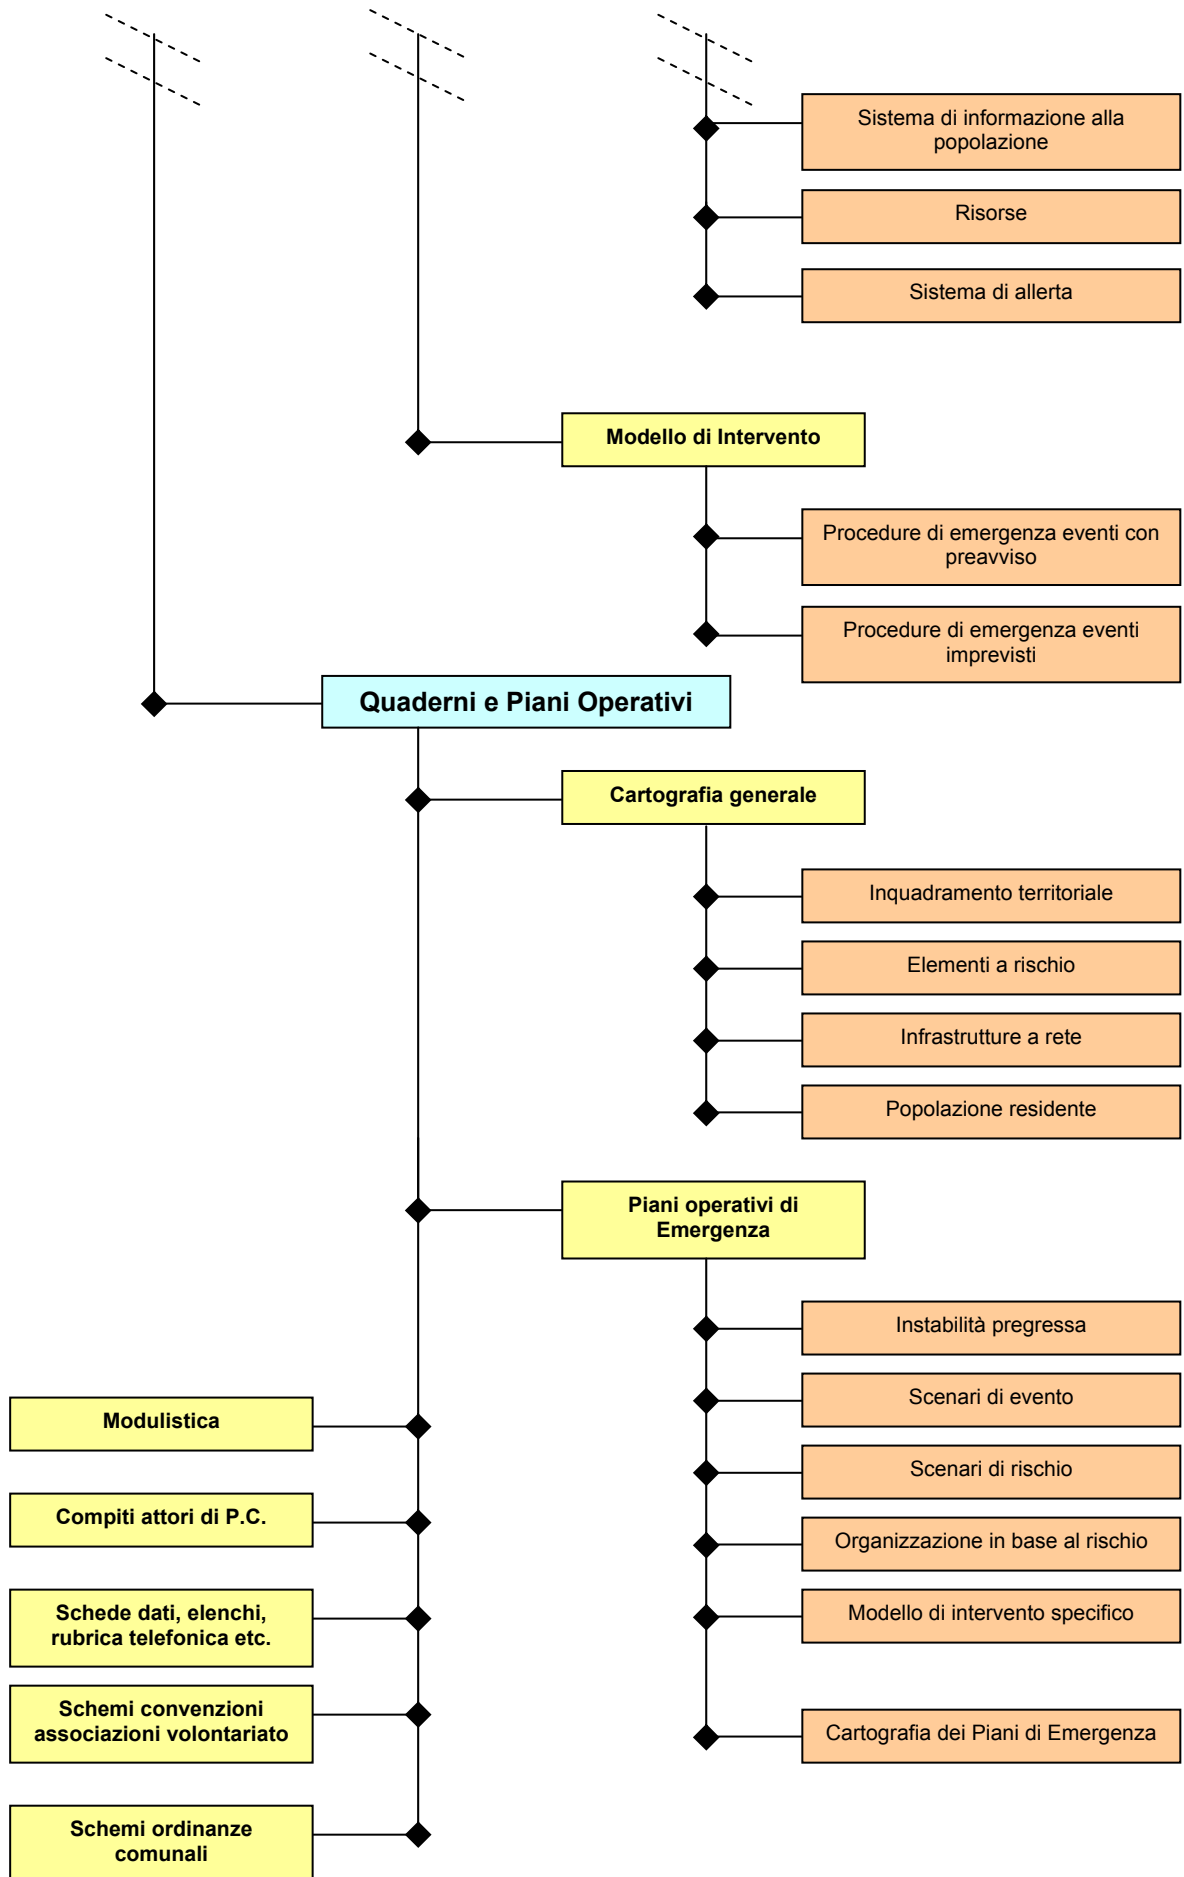 Sistema di informazione alla
popolazione
Risorse
Sistema di allerta
Modello di Intervento
Procedure di emergenza eventi con
preavviso
Procedure di emergenza eventi
imprevisti
Quaderni e Piani Operativi
Cartografia generale
Inquadramento territoriale
Elementi a rischio
Infrastrutture a rete
Popolazione residente
Piani operativi di
Emergenza
Instabilità pregressa
Scenari di evento
Scenari di rischio
Organizzazione in base al rischio
Modello di intervento specifico
Cartografia dei Piani di Emergenza
Modulistica
Compiti attori di P.C.
Schede dati, elenchi,
rubrica telefonica etc.
Schemi convenzioni
associazioni volontariato
Schemi ordinanze
comunali